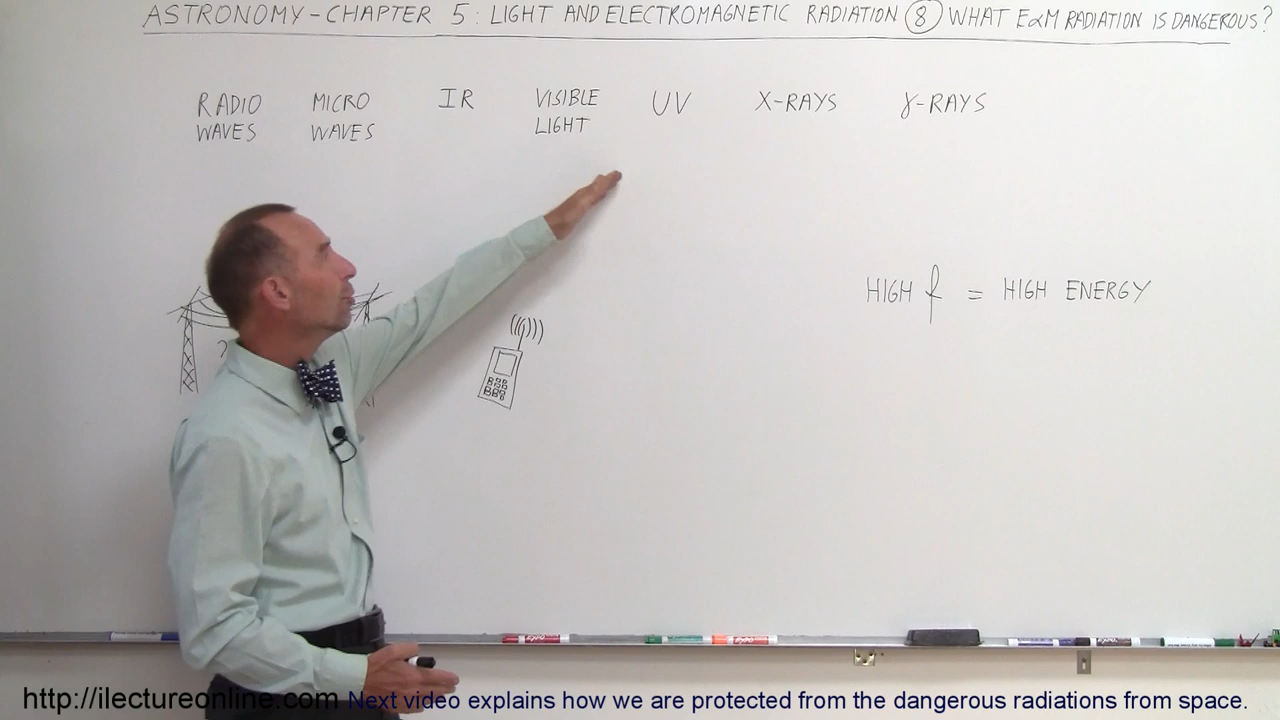 ASTRONOMY - CHAPTER 5: LIGHT AND ELECTROMAGNETIC RADIATION 8 WHAT E&M RADIATION IS DANGEROUS?
RADIO WAVES
MICRO WAVES
IR
VISIBLE LIGHT
UV
X-RAYS
γ-RAYS
HIGH f = HIGH ENERGY
?
http://ilectureonline.com Next video explains how we are protected from the dangerous radiations from space.